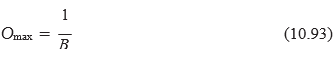 O_max = 1/B (10.93)